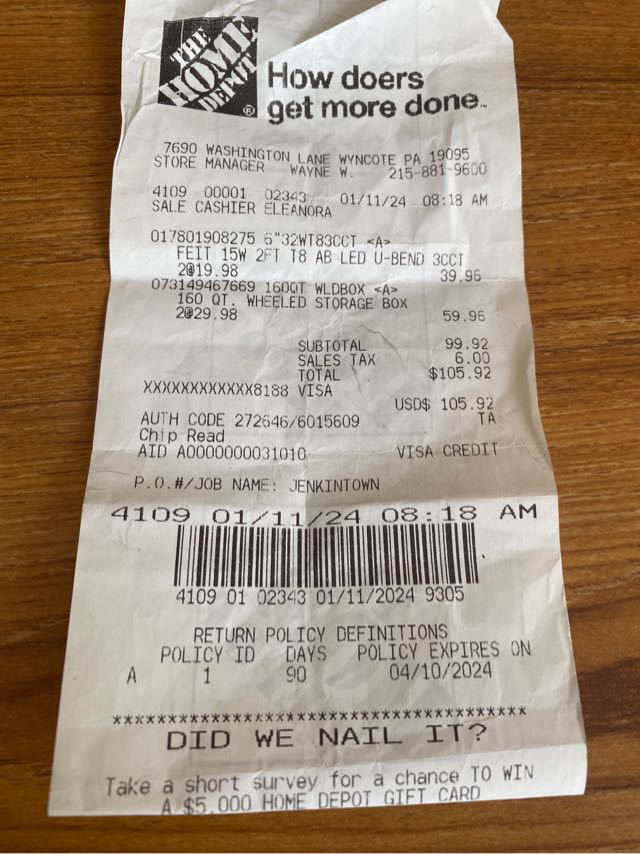 THE
HOME
DEPOT
®
How doers
get more done™
7690 WASHINGTON LANE WYNCOTE PA 19095
STORE MANAGER WAYNE W. 215-881-9600
4109 00001 02343 01/11/24 08:18 AM
SALE CASHIER ELEANORA
017801908275 6"32WT83CCT <A>
FEIT 15W 2FT T8 AB LED U-BEND 3CCT
2@19.98 39.96
073149467669 160QT WLDBOX <A>
160 QT. WHEELED STORAGE BOX
2@29.98 59.96
SUBTOTAL 99.92
SALES TAX 6.00
TOTAL $105.92
XXXXXXXXXXXX8188 VISA
USD$ 105.92
AUTH CODE 272646/6015609 TA
Chip Read
AID A0000000031010 VISA CREDIT
P.O.#/JOB NAME: JENKINTOWN
4109 01/11/24 08:18 AM
4109 01 02343 01/11/2024 9305
RETURN POLICY DEFINITIONS
POLICY ID DAYS POLICY EXPIRES ON
A 1 90 04/10/2024
****************************************
DID WE NAIL IT?
Take a short survey for a chance TO WIN
A $5,000 HOME DEPOT GIFT CARD